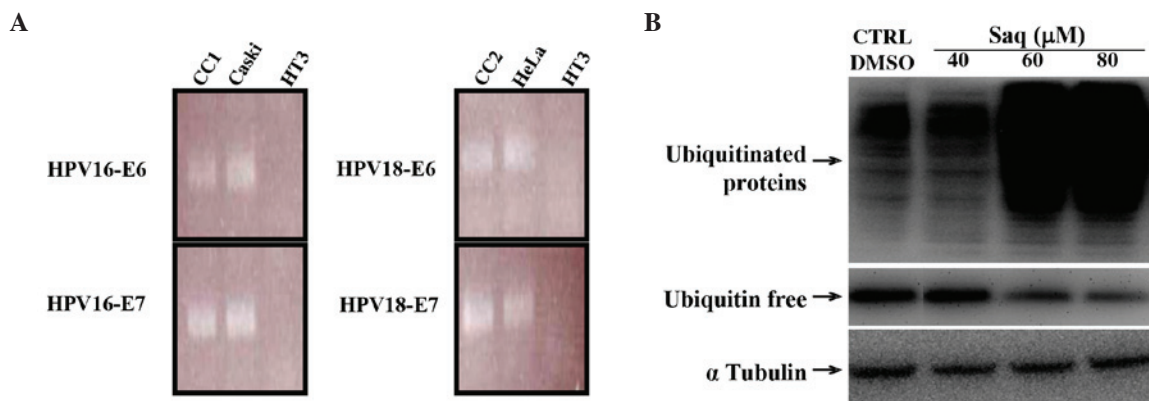 A
CC1 Caski HT3
HPV16-E6
HPV16-E7
CC2 HeLa HT3
HPV18-E6
HPV18-E7
B
CTRL
DMSO
Saq (μM)
40 60 80
Ubiquitinated
proteins
Ubiquitin free
α Tubulin